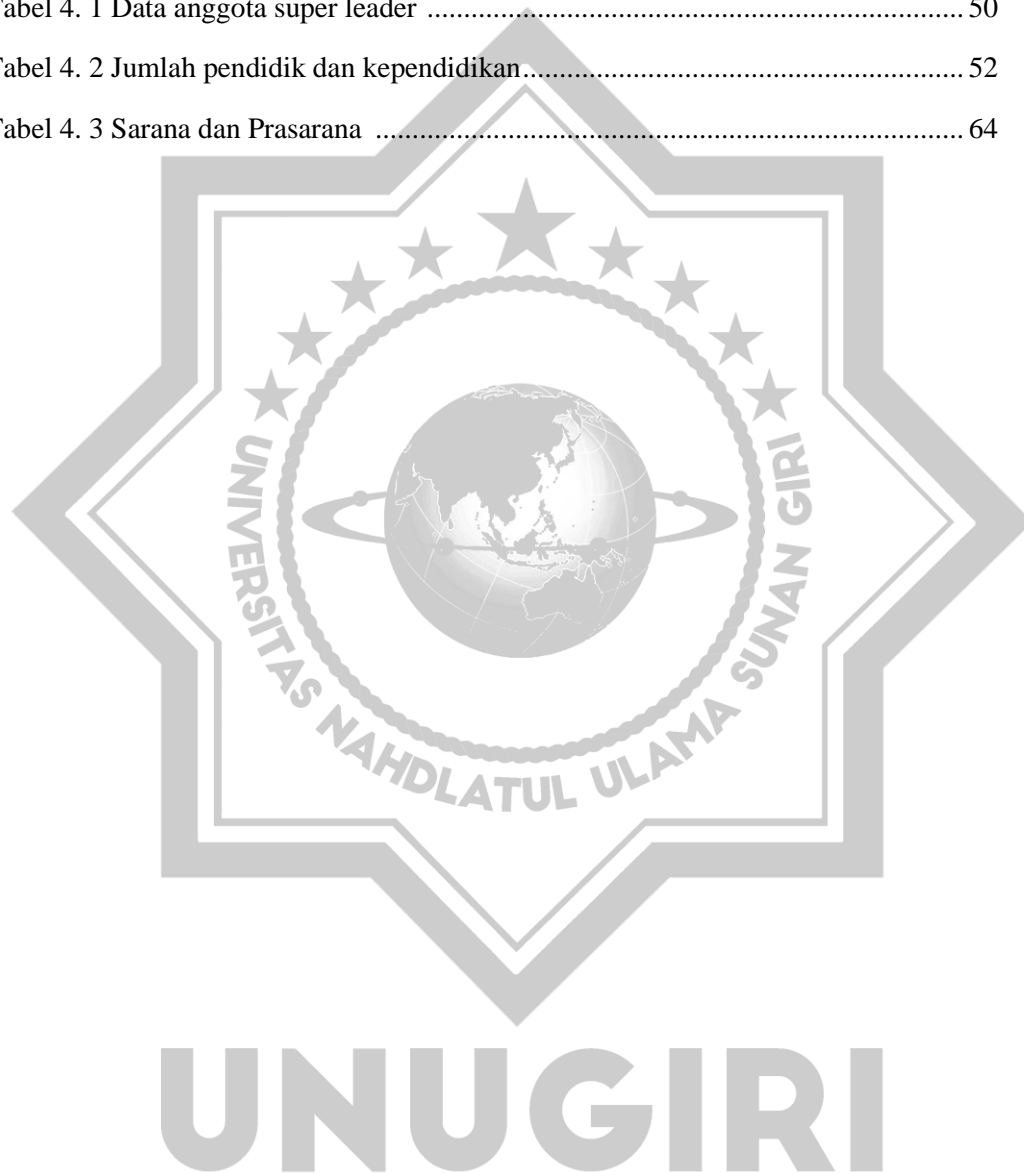 Tabel 4. 1 Data anggota super leader ........................................................................ 50
Tabel 4. 2 Jumlah pendidik dan kependidikan........................................................... 52
Tabel 4. 3 Sarana dan Prasarana ............................................................................... 64
UNIVERSITAS NAHDLATUL ULAMA SUNAN GIRI
UNUGIRI